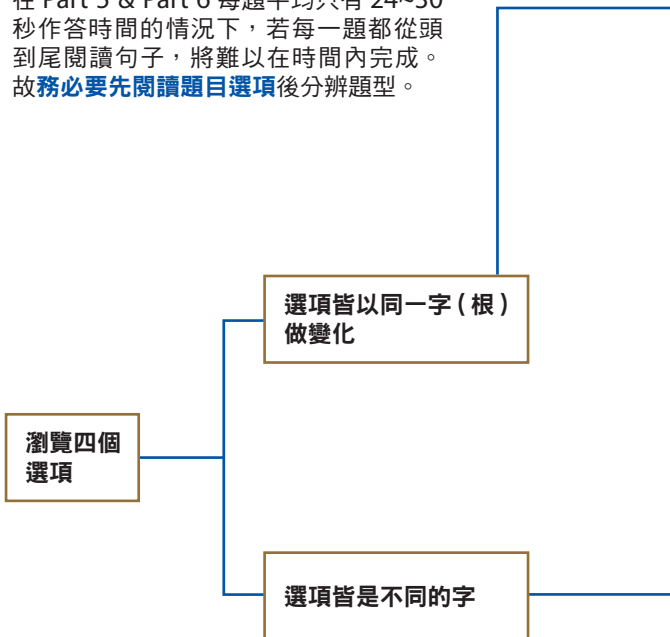 在 Part 5 & Part 6 每題平均只有 24~30
秒作答時間的情況下，若每一題都從頭
到尾閱讀句子，將難以在時間內完成。
故務必要先閱讀題目選項後分辨題型。
選項皆以同一字 ( 根 )
做變化
瀏覽四個
選項
選項皆是不同的字